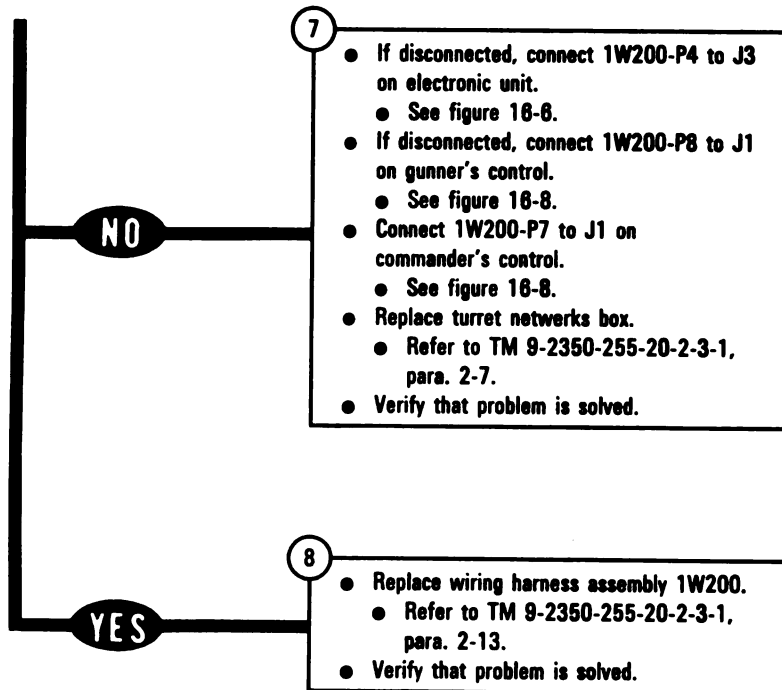 7
● If disconnected, connect 1W200-P4 to J3
on electronic unit.
● See figure 16-6.
● If disconnected, connect 1W200-P8 to J1
on gunner's control.
● See figure 16-8.
● Connect 1W200-P7 to J1 on
commander's control.
● See figure 16-8.
● Replace turret netwerks box.
● Refer to TM 9-2350-255-20-2-3-1,
para. 2-7.
● Verify that problem is solved.
NO
8
● Replace wiring harness assembly 1W200.
● Refer to TM 9-2350-255-20-2-3-1,
para. 2-13.
● Verify that problem is solved.
YES